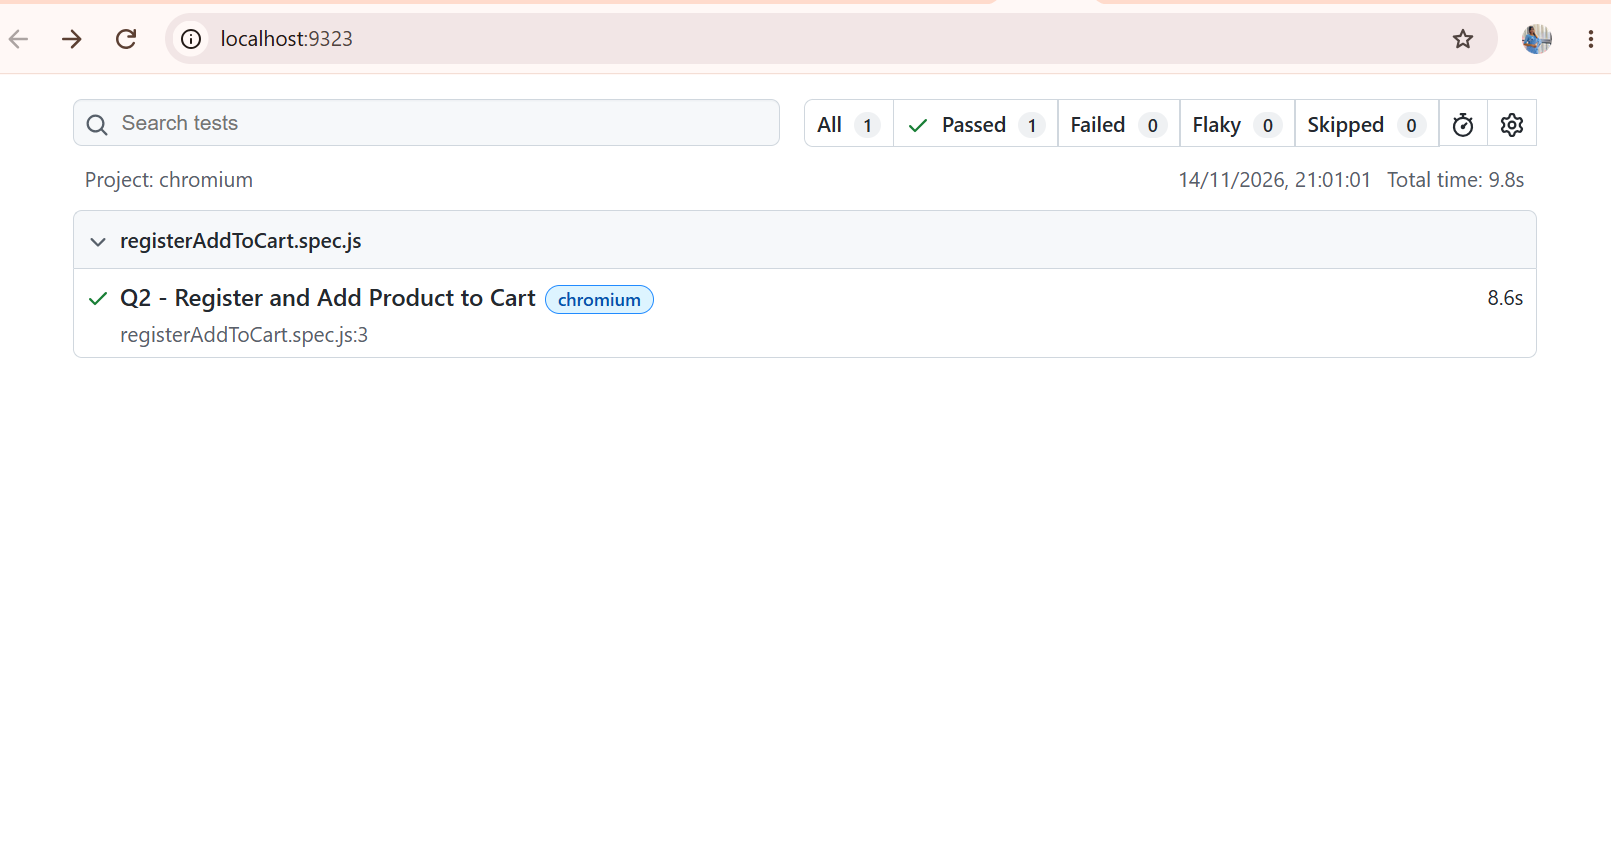 localhost:9323
Search tests
All 1 Passed 1 Failed 0 Flaky 0 Skipped 0
Project: chromium 14/11/2026, 21:01:01 Total time: 9.8s
registerAddToCart.spec.js
Q2 - Register and Add Product to Cart chromium 8.6s
registerAddToCart.spec.js:3